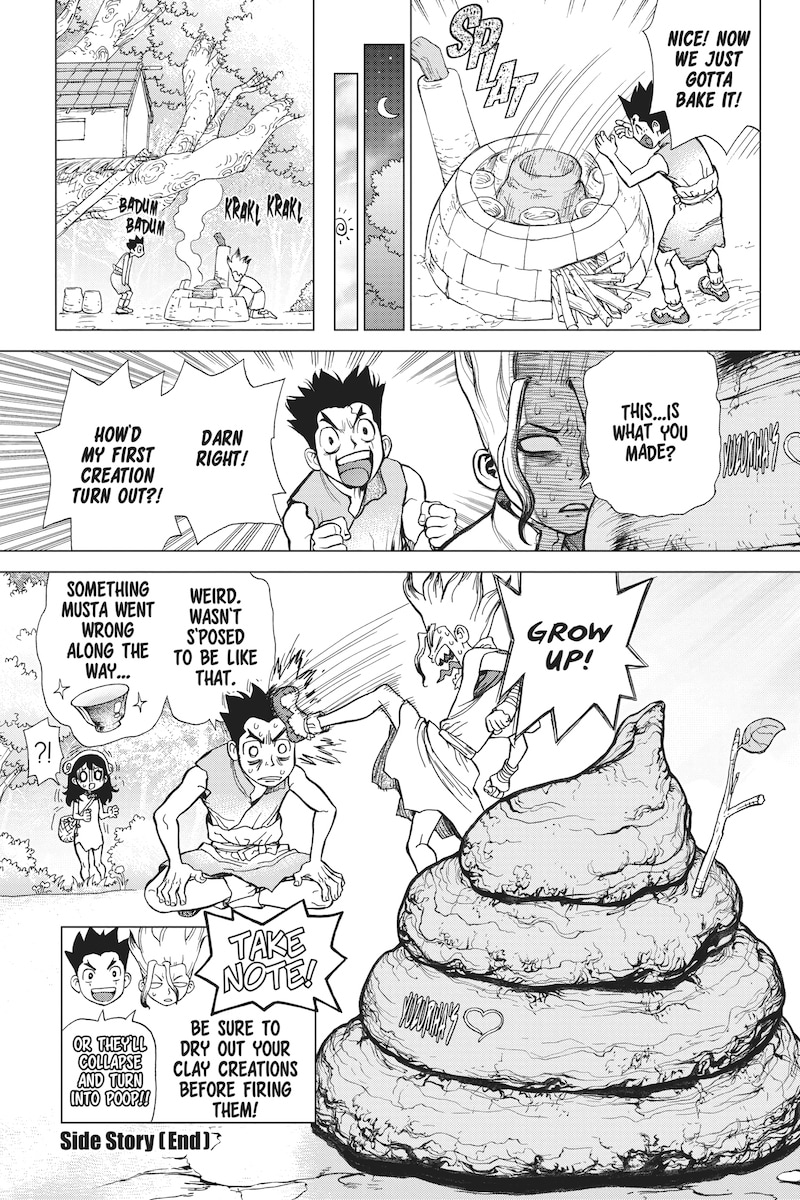 NICE! NOW
WE JUST
GOTTA
BAKE IT!
SPLAT
BADUM
BADUM
KRAKL KRAKL
THIS...IS
WHAT YOU
MADE?
YUZURIHA'S
DARN
RIGHT!
HOW'D
MY FIRST
CREATION
TURN OUT?!
GROW
UP!
WEIRD.
WASN'T
S'POSED
TO BE LIKE
THAT.
SOMETHING
MUSTA WENT
WRONG
ALONG THE
WAY...
?!
YUZURIHA'S ♡
TAKE
NOTE!
BE SURE TO
DRY OUT YOUR
CLAY CREATIONS
BEFORE FIRING
THEM!
OR THEY'LL
COLLAPSE
AND TURN
INTO POOP!!
Side Story (End)